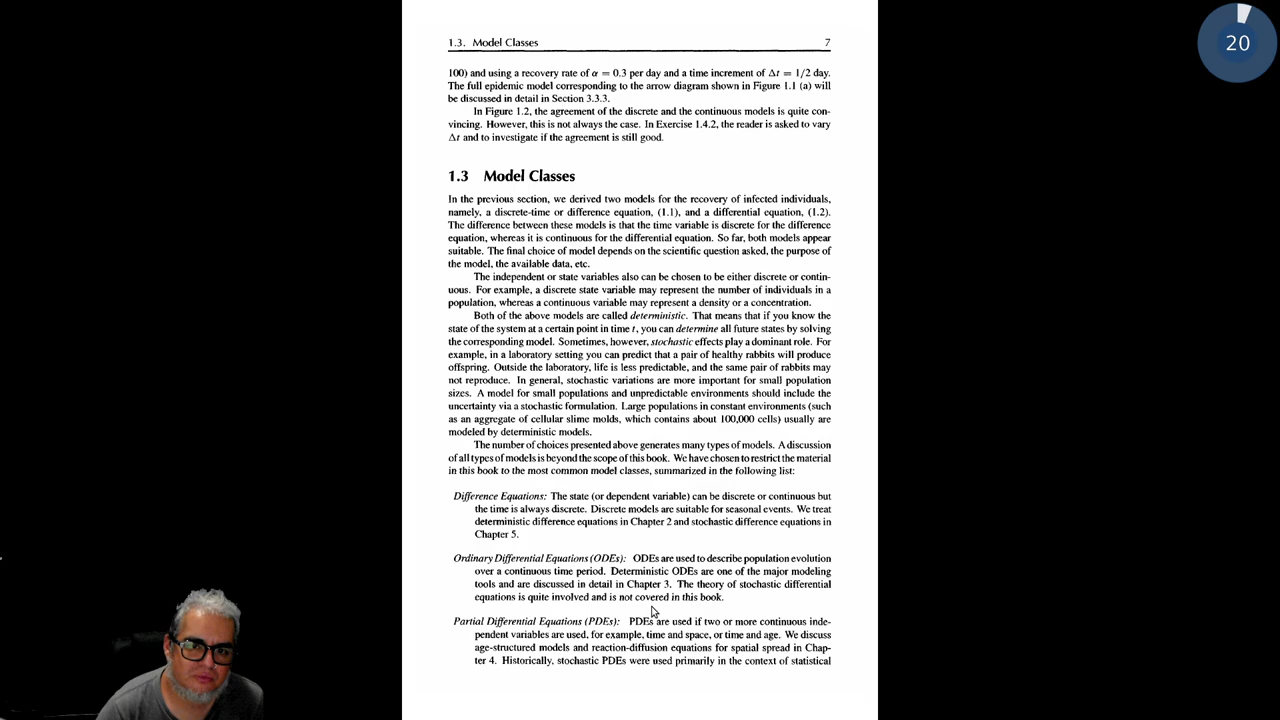 1.3. Model Classes 7
20
100) and using a recovery rate of α = 0.3 per day and a time increment of Δt = 1/2 day.
The full epidemic model corresponding to the arrow diagram shown in Figure 1.1 (a) will
be discussed in detail in Section 3.3.3.
In Figure 1.2, the agreement of the discrete and the continuous models is quite con-
vincing. However, this is not always the case. In Exercise 1.4.2, the reader is asked to vary
Δt and to investigate if the agreement is still good.
1.3 Model Classes
In the previous section, we derived two models for the recovery of infected individuals,
namely, a discrete-time or difference equation, (1.1), and a differential equation, (1.2).
The difference between these models is that the time variable is discrete for the difference
equation, whereas it is continuous for the differential equation. So far, both models appear
suitable. The final choice of model depends on the scientific question asked, the purpose of
the model, the available data, etc.
The independent or state variables also can be chosen to be either discrete or contin-
uous. For example, a discrete state variable may represent the number of individuals in a
population, whereas a continuous variable may represent a density or a concentration.
Both of the above models are called deterministic. That means that if you know the
state of the system at a certain point in time t, you can determine all future states by solving
the corresponding model. Sometimes, however, stochastic effects play a dominant role. For
example, in a laboratory setting you can predict that a pair of healthy rabbits will produce
offspring. Outside the laboratory, life is less predictable, and the same pair of rabbits may
not reproduce. In general, stochastic variations are more important for small population
sizes. A model for small populations and unpredictable environments should include the
uncertainty via a stochastic formulation. Large populations in constant environments (such
as an aggregate of cellular slime molds, which contains about 100,000 cells) usually are
modeled by deterministic models.
The number of choices presented above generates many types of models. A discussion
of all types of models is beyond the scope of this book. We have chosen to restrict the material
in this book to the most common model classes, summarized in the following list:
Difference Equations: The state (or dependent variable) can be discrete or continuous but
the time is always discrete. Discrete models are suitable for seasonal events. We treat
deterministic difference equations in Chapter 2 and stochastic difference equations in
Chapter 5.
Ordinary Differential Equations (ODEs): ODEs are used to describe population evolution
over a continuous time period. Deterministic ODEs are one of the major modeling
tools and are discussed in detail in Chapter 3. The theory of stochastic differential
equations is quite involved and is not covered in this book.
Partial Differential Equations (PDEs): PDEs are used if two or more continuous inde-
pendent variables are used, for example, time and space, or time and age. We discuss
age-structured models and reaction-diffusion equations for spatial spread in Chap-
ter 4. Historically, stochastic PDEs were used primarily in the context of statistical